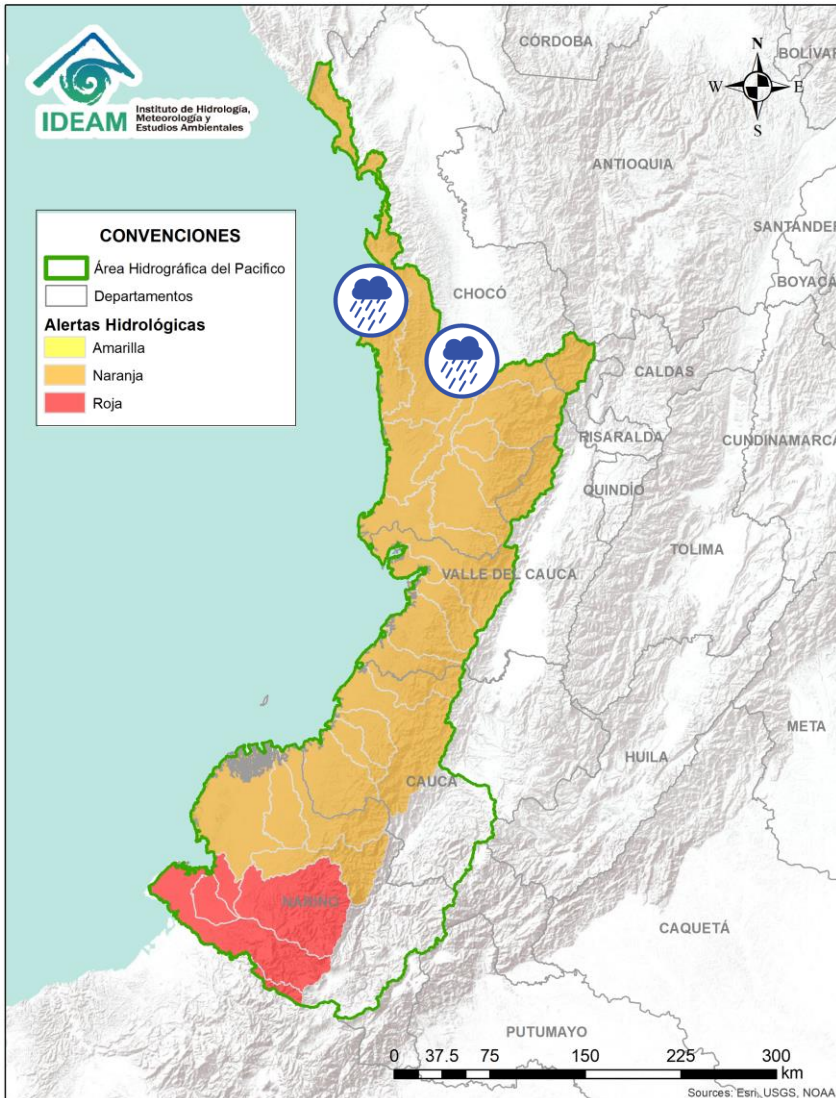 IDEAM
Instituto de Hidrología,
Meteorología y
Estudios Ambientales
CÓRDOBA
BOLÍVAR
N
W
E
S
ANTIOQUIA
SANTANDER
BOYACÁ
CONVENCIONES
Área Hidrográfica del Pacifico
Departamentos
Alertas Hidrológicas
Amarilla
Naranja
Roja
CHOCÓ
CALDAS
RISARALDA
CUNDINAMARCA
QUINDÍO
TOLIMA
VALLE DEL CAUCA
META
HUILA
CAUCA
NARIÑO
CAQUETÁ
PUTUMAYO
0 37.5 75 150 225 300
km
Sources: Esri, USGS, NOAA